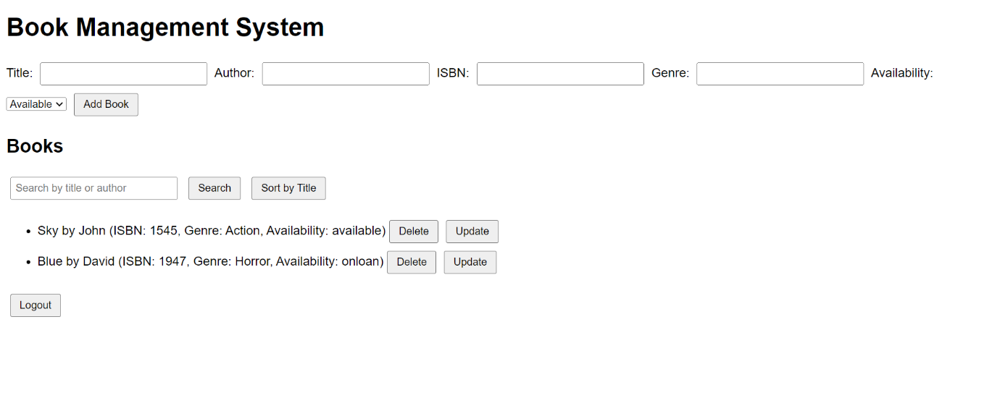 Book Management System
Title: Author: ISBN: Genre: Availability:
Available Add Book
Books
Search by title or author Search Sort by Title
Sky by John (ISBN: 1545, Genre: Action, Availability: available) Delete Update
Blue by David (ISBN: 1947, Genre: Horror, Availability: onloan) Delete Update
Logout